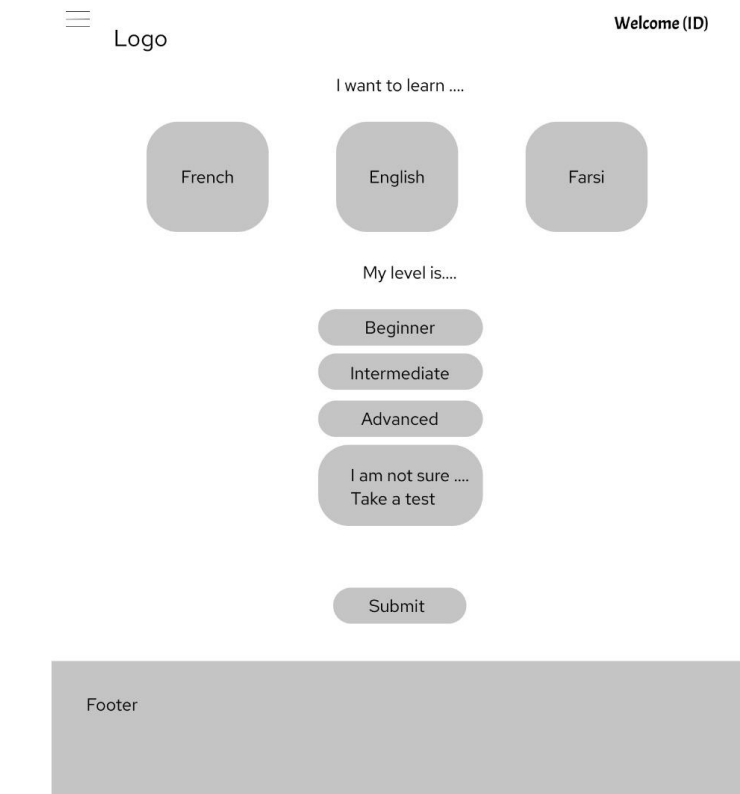 Welcome (ID)
Logo
I want to learn ....
French
English
Farsi
My level is....
Beginner
Intermediate
Advanced
I am not sure ....
Take a test
Submit
Footer